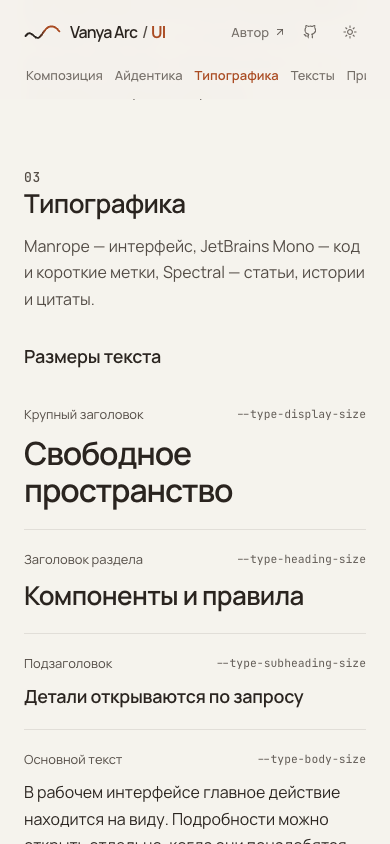 Vanya Arc / UI
Автор
Композиция Айдентика Типографика Тексты
03
Типографика
Manrope — интерфейс, JetBrains Mono — код
и короткие метки, Spectral — статьи, истории
и цитаты.
Размеры текста
Крупный заголовок --type-display-size
Свободное
пространство
Заголовок раздела --type-heading-size
Компоненты и правила
Подзаголовок --type-subheading-size
Детали открываются по запросу
Основной текст --type-body-size
В рабочем интерфейсе главное действие
находится на виду. Подробности можно